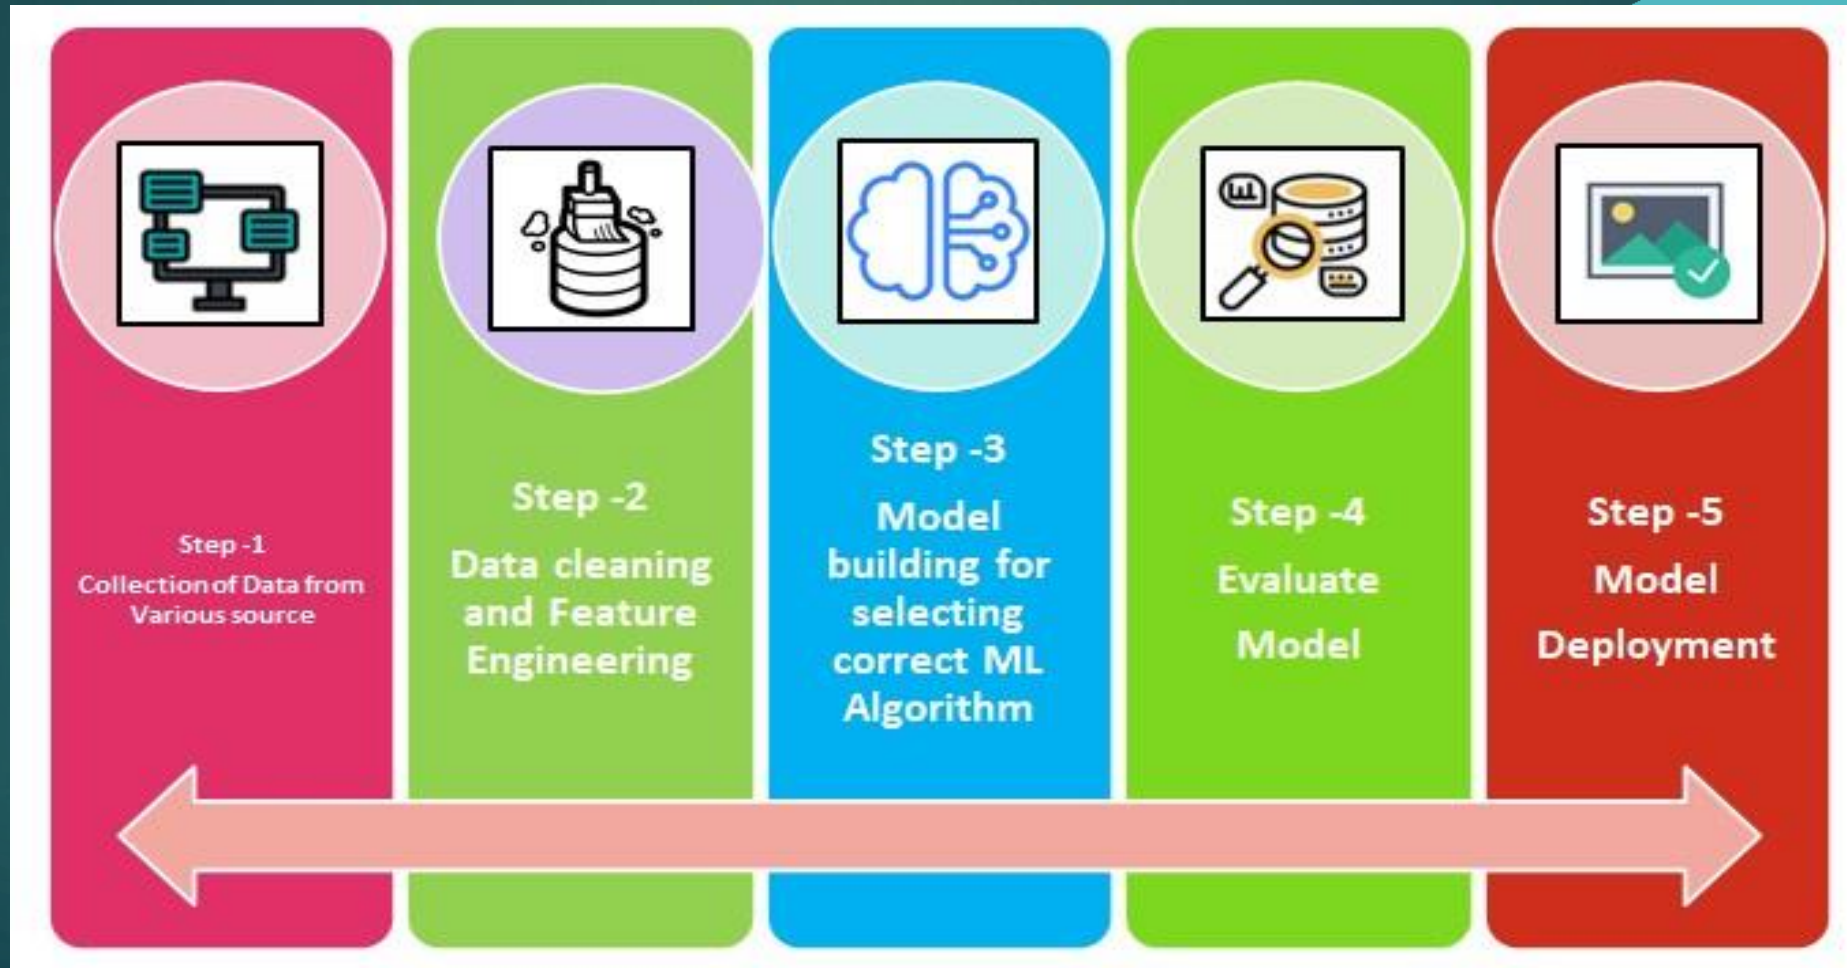 Step -1
Collection of Data from
Various source
Step -2
Data cleaning
and Feature
Engineering
Step -3
Model
building for
selecting
correct ML
Algorithm
Step -4
Evaluate
Model
Step -5
Model
Deployment